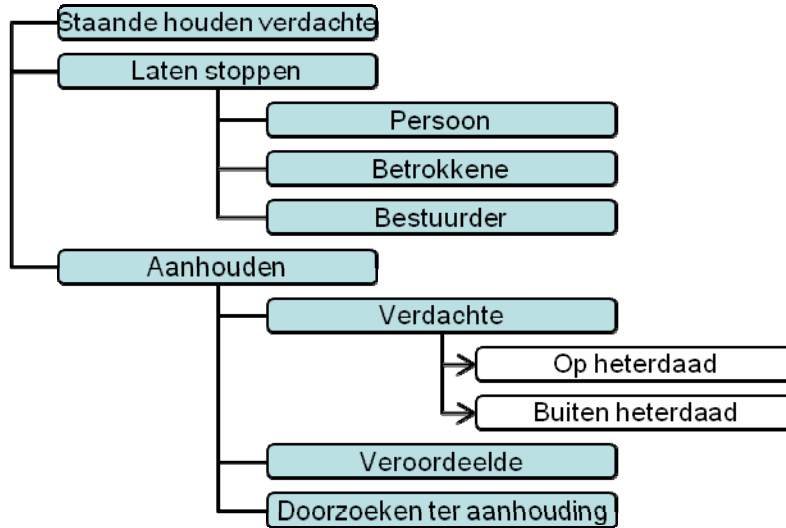 Staande houden verdachte
Laten stoppen
Persoon
Betrokkene
Bestuurder
Aanhouden
Verdachte
Op heterdaad
Buiten heterdaad
Veroordeelde
Doorzoeken ter aanhouding